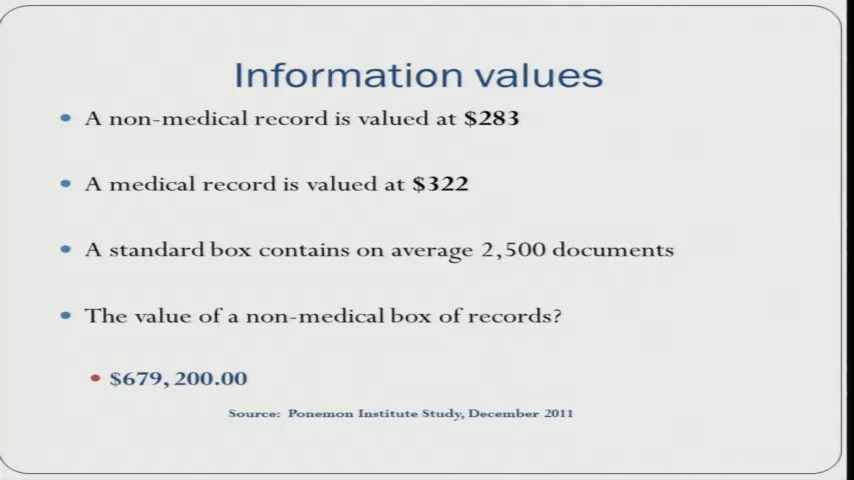 Information values
A non-medical record is valued at $283
A medical record is valued at $322
A standard box contains on average 2,500 documents
The value of a non-medical box of records?
$679, 200.00
Source: Ponemon Institute Study, December 2011